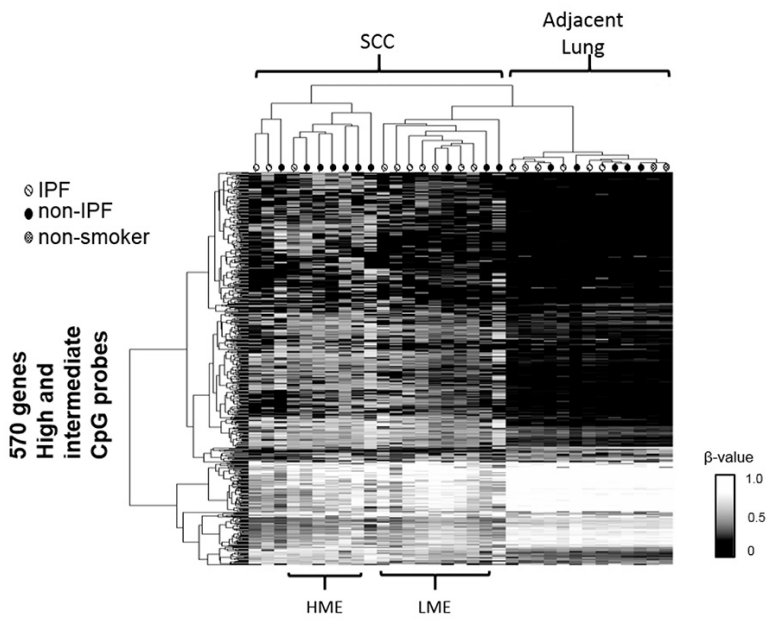 Adjacent
Lung
SCC
IPF
non-IPF
non-smoker
570 genes
High and
intermediate
CpG probes
β-value
1.0
0.5
0
HME
LME